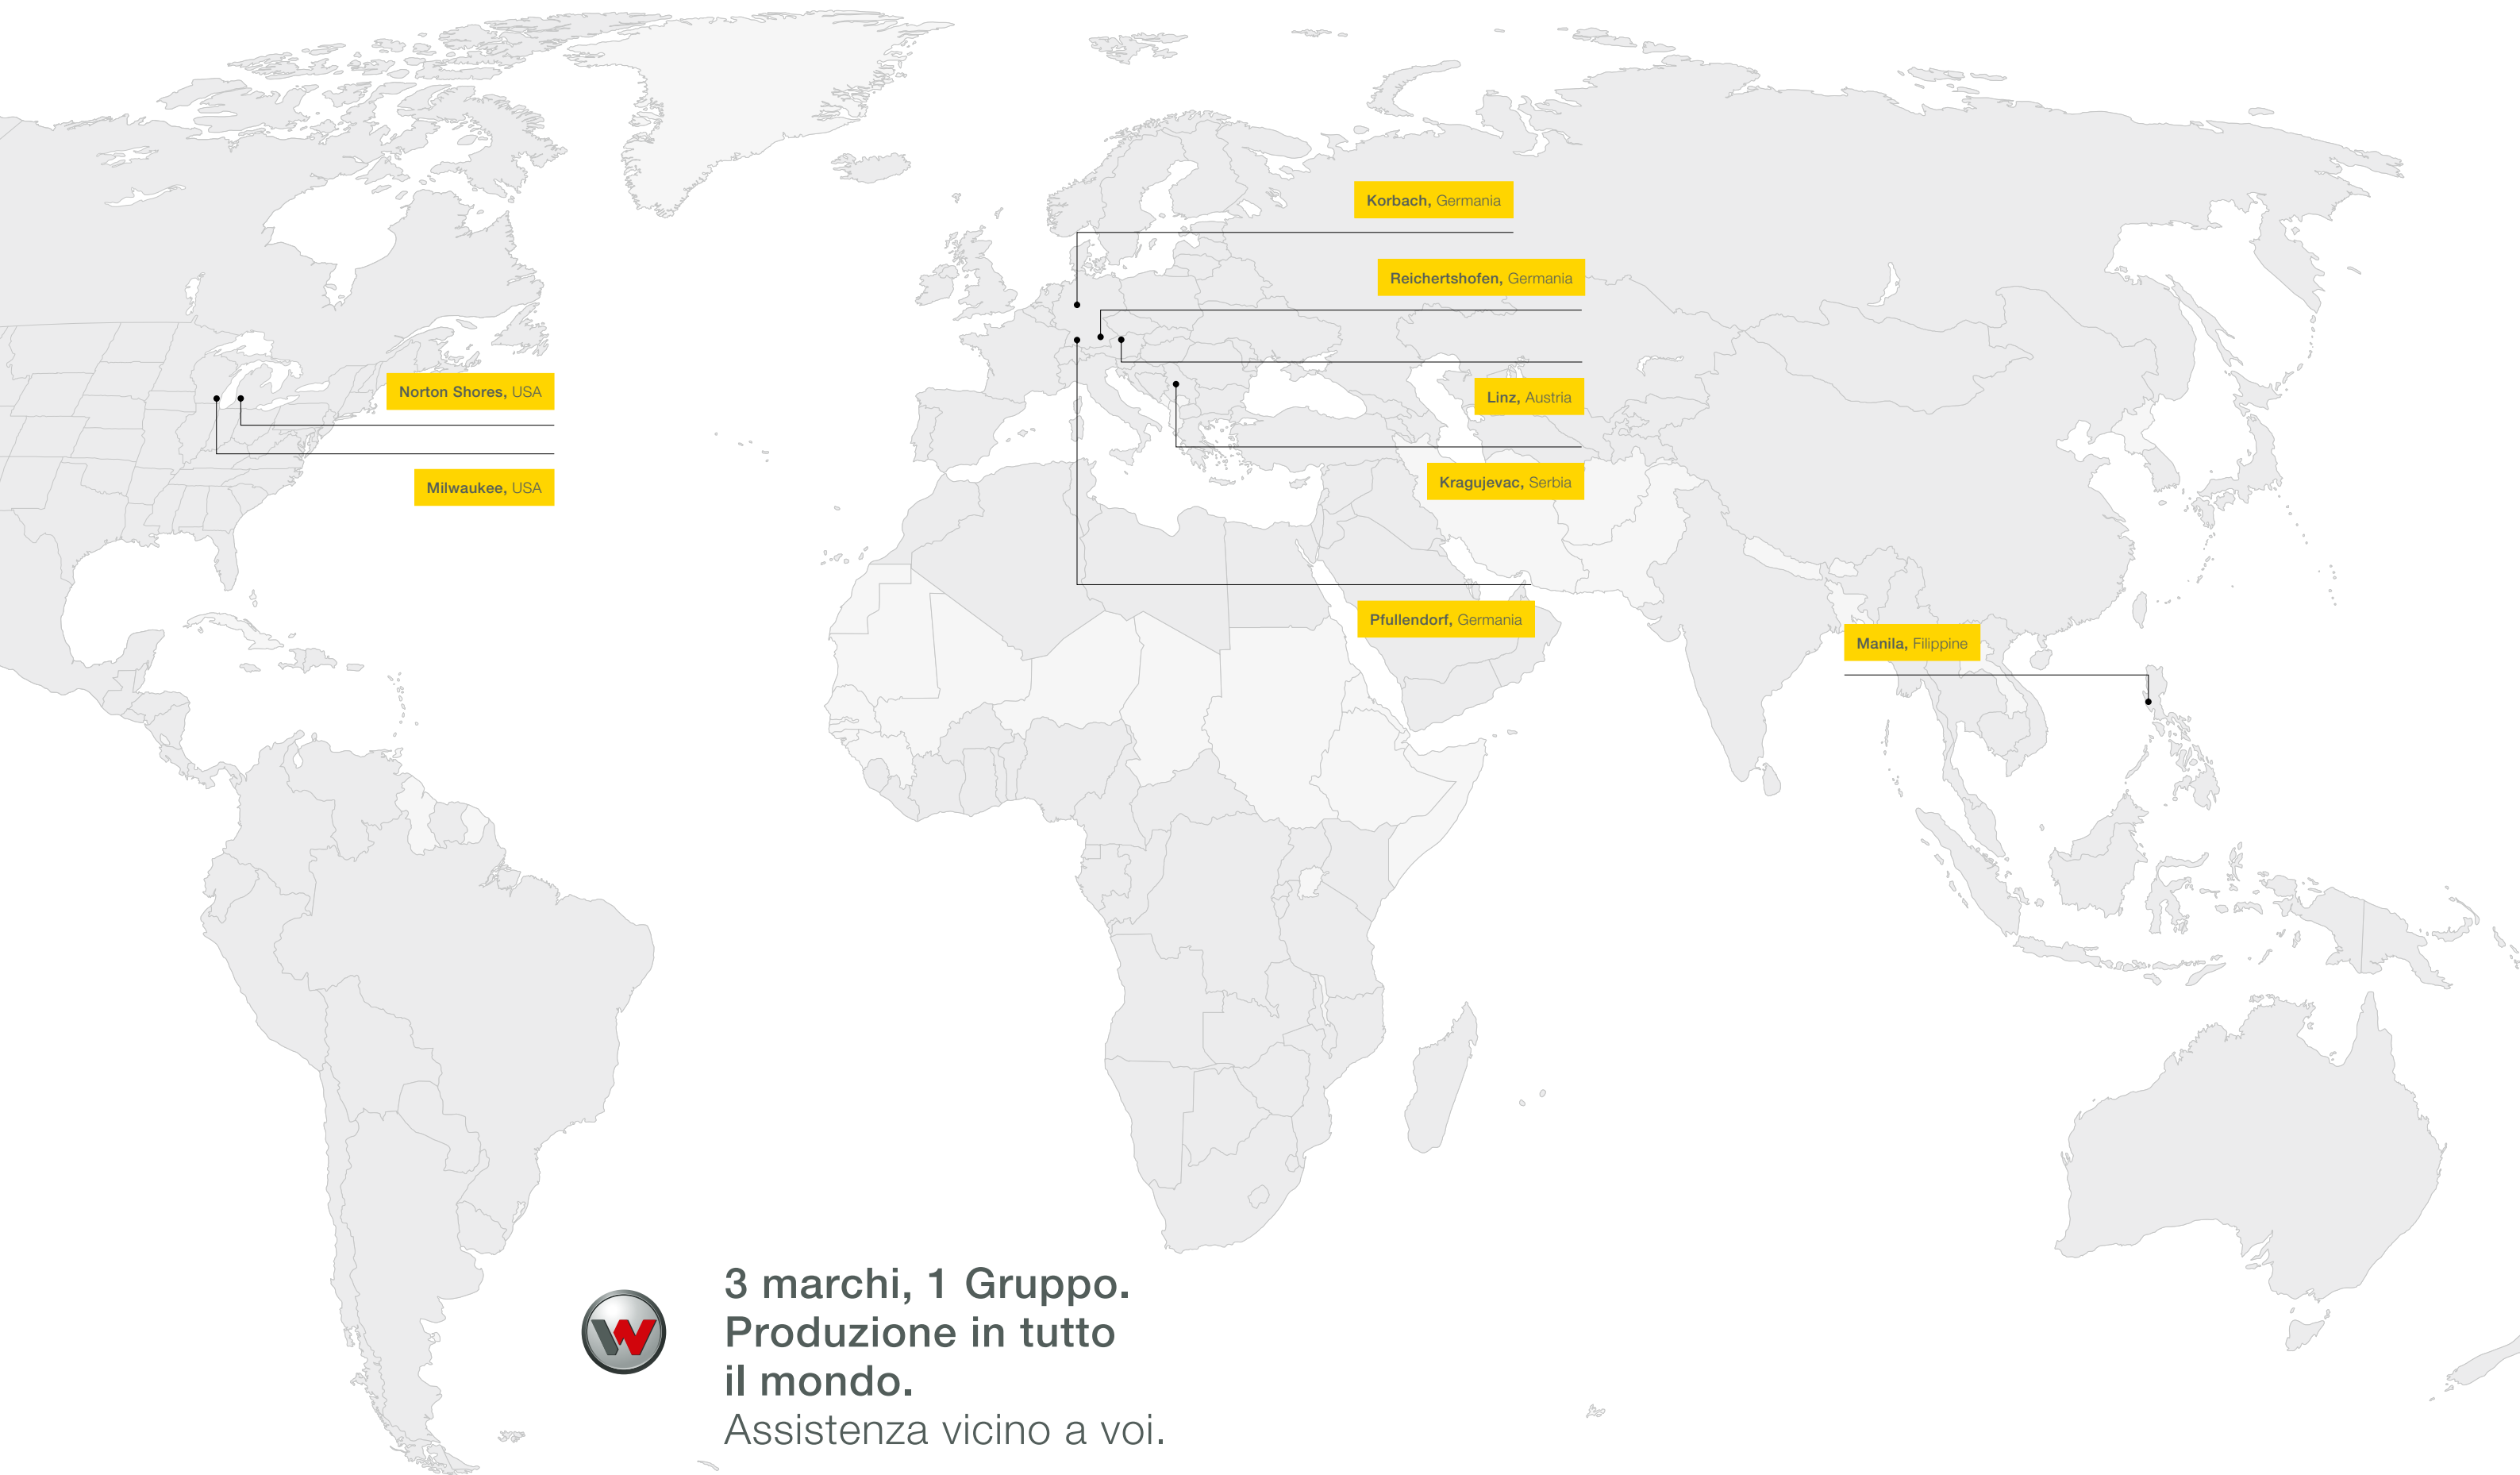 Korbach, Germania
Reichertshofen, Germania
Norton Shores, USA
Linz, Austria
Milwaukee, USA
Kragujevac, Serbia
Pfullendorf, Germania
Manila, Filippine
3 marchi, 1 Gruppo.
Produzione in tutto
il mondo.
Assistenza vicino a voi.